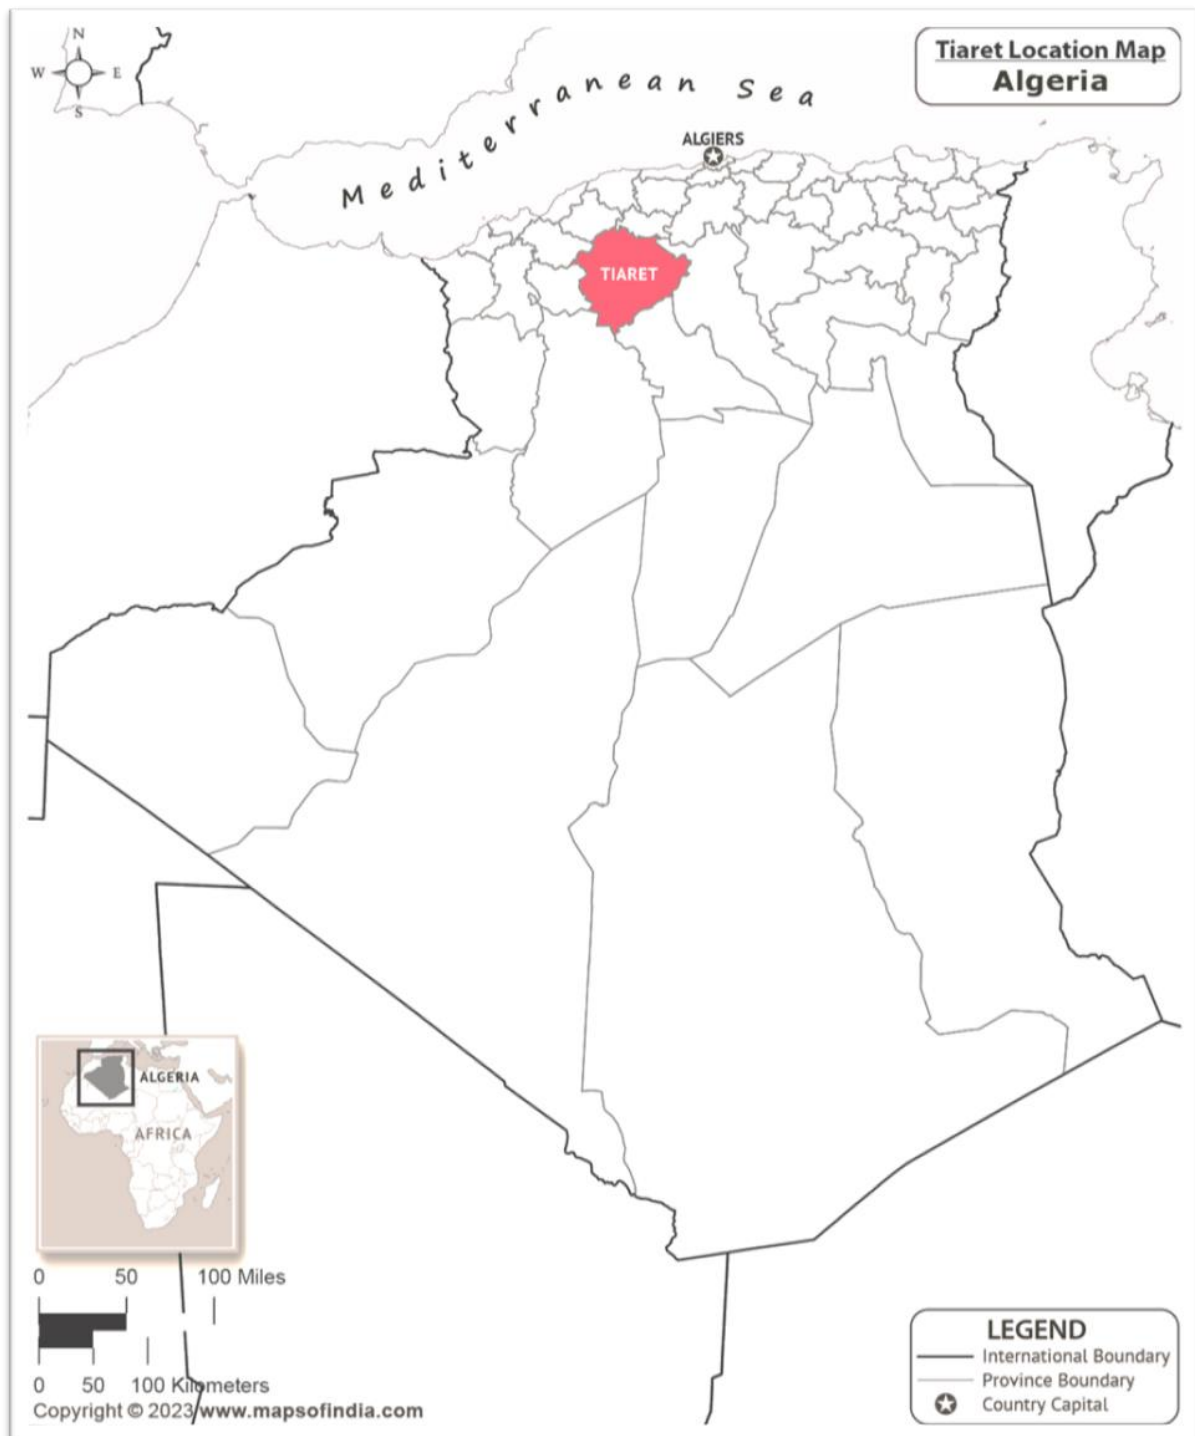 N
W E
S
Tiaret Location Map
Algeria
Mediterranean Sea
ALGIERS
TIARET
ALGERIA
AFRICA
0 50 100 Miles
0 50 100 Kilometers
Copyright © 2023/www.mapsofindia.com
LEGEND
International Boundary
Province Boundary
Country Capital